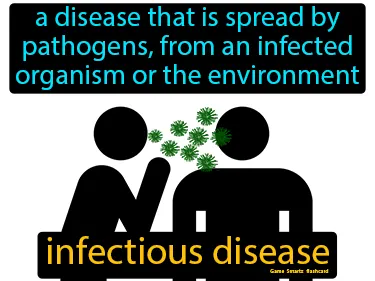 a disease that is spread by
pathogens, from an infected
organism or the environment
infectious disease
Game Smartz flashcard